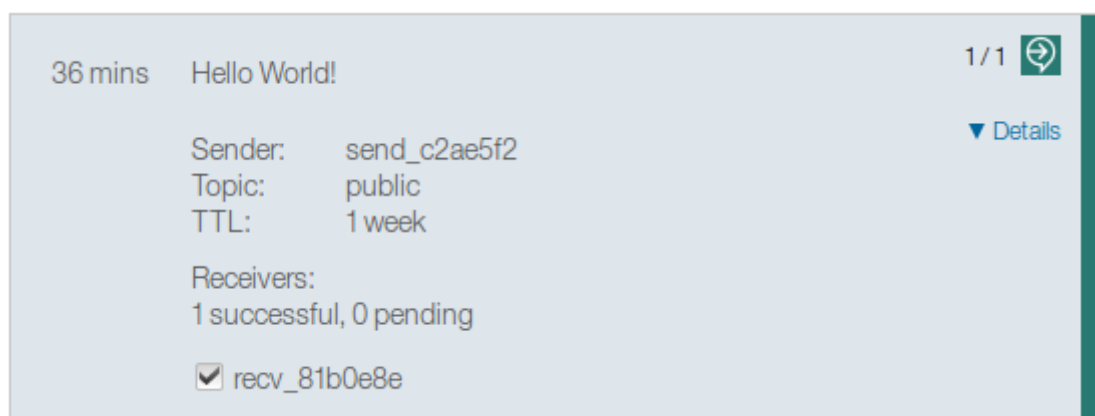 36 mins Hello World! 1/1
▼ Details
Sender: send_c2ae5f2
Topic: public
TTL: 1 week
Receivers:
1 successful, 0 pending
recv_81b0e8e